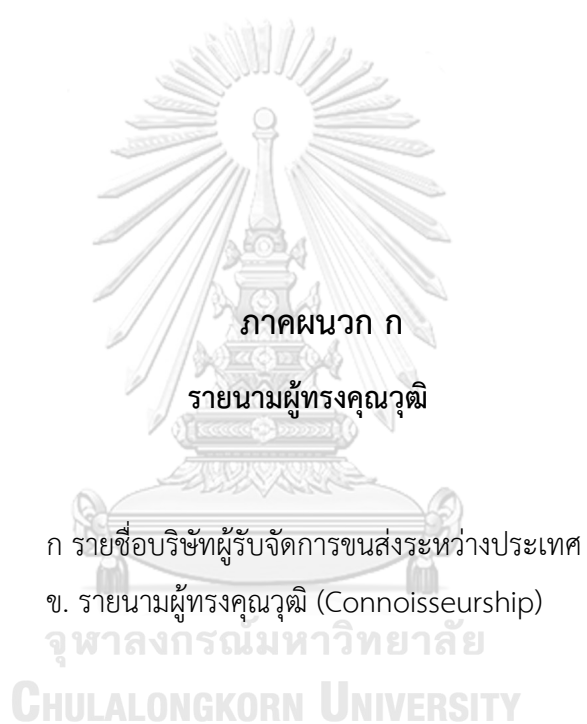 ภาคผนวก ก
รายนามผู้ทรงคุณวุฒิ
ก รายชื่อบริษัทผู้รับจัดการขนส่งระหว่างประเทศ
ข. รายนามผู้ทรงคุณวุฒิ (Connoisseurship)
จุฬาลงกรณ์มหาวิทยาลัย
CHULALONGKORN UNIVERSITY